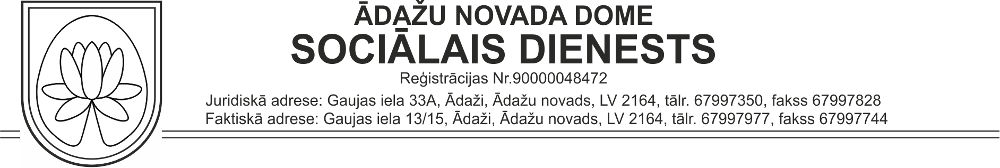 ĀDAŽU NOVADA DOME
SOCIĀLAIS DIENESTS
Reģistrācijas Nr.90000048472
Juridiskā adrese: Gaujas iela 33A, Ādaži, Ādažu novads, LV 2164, tālr. 67997350, fakss 67997828
Faktiskā adrese: Gaujas iela 13/15, Ādaži, Ādažu novads, LV 2164, tālr. 67997977, fakss 67997744